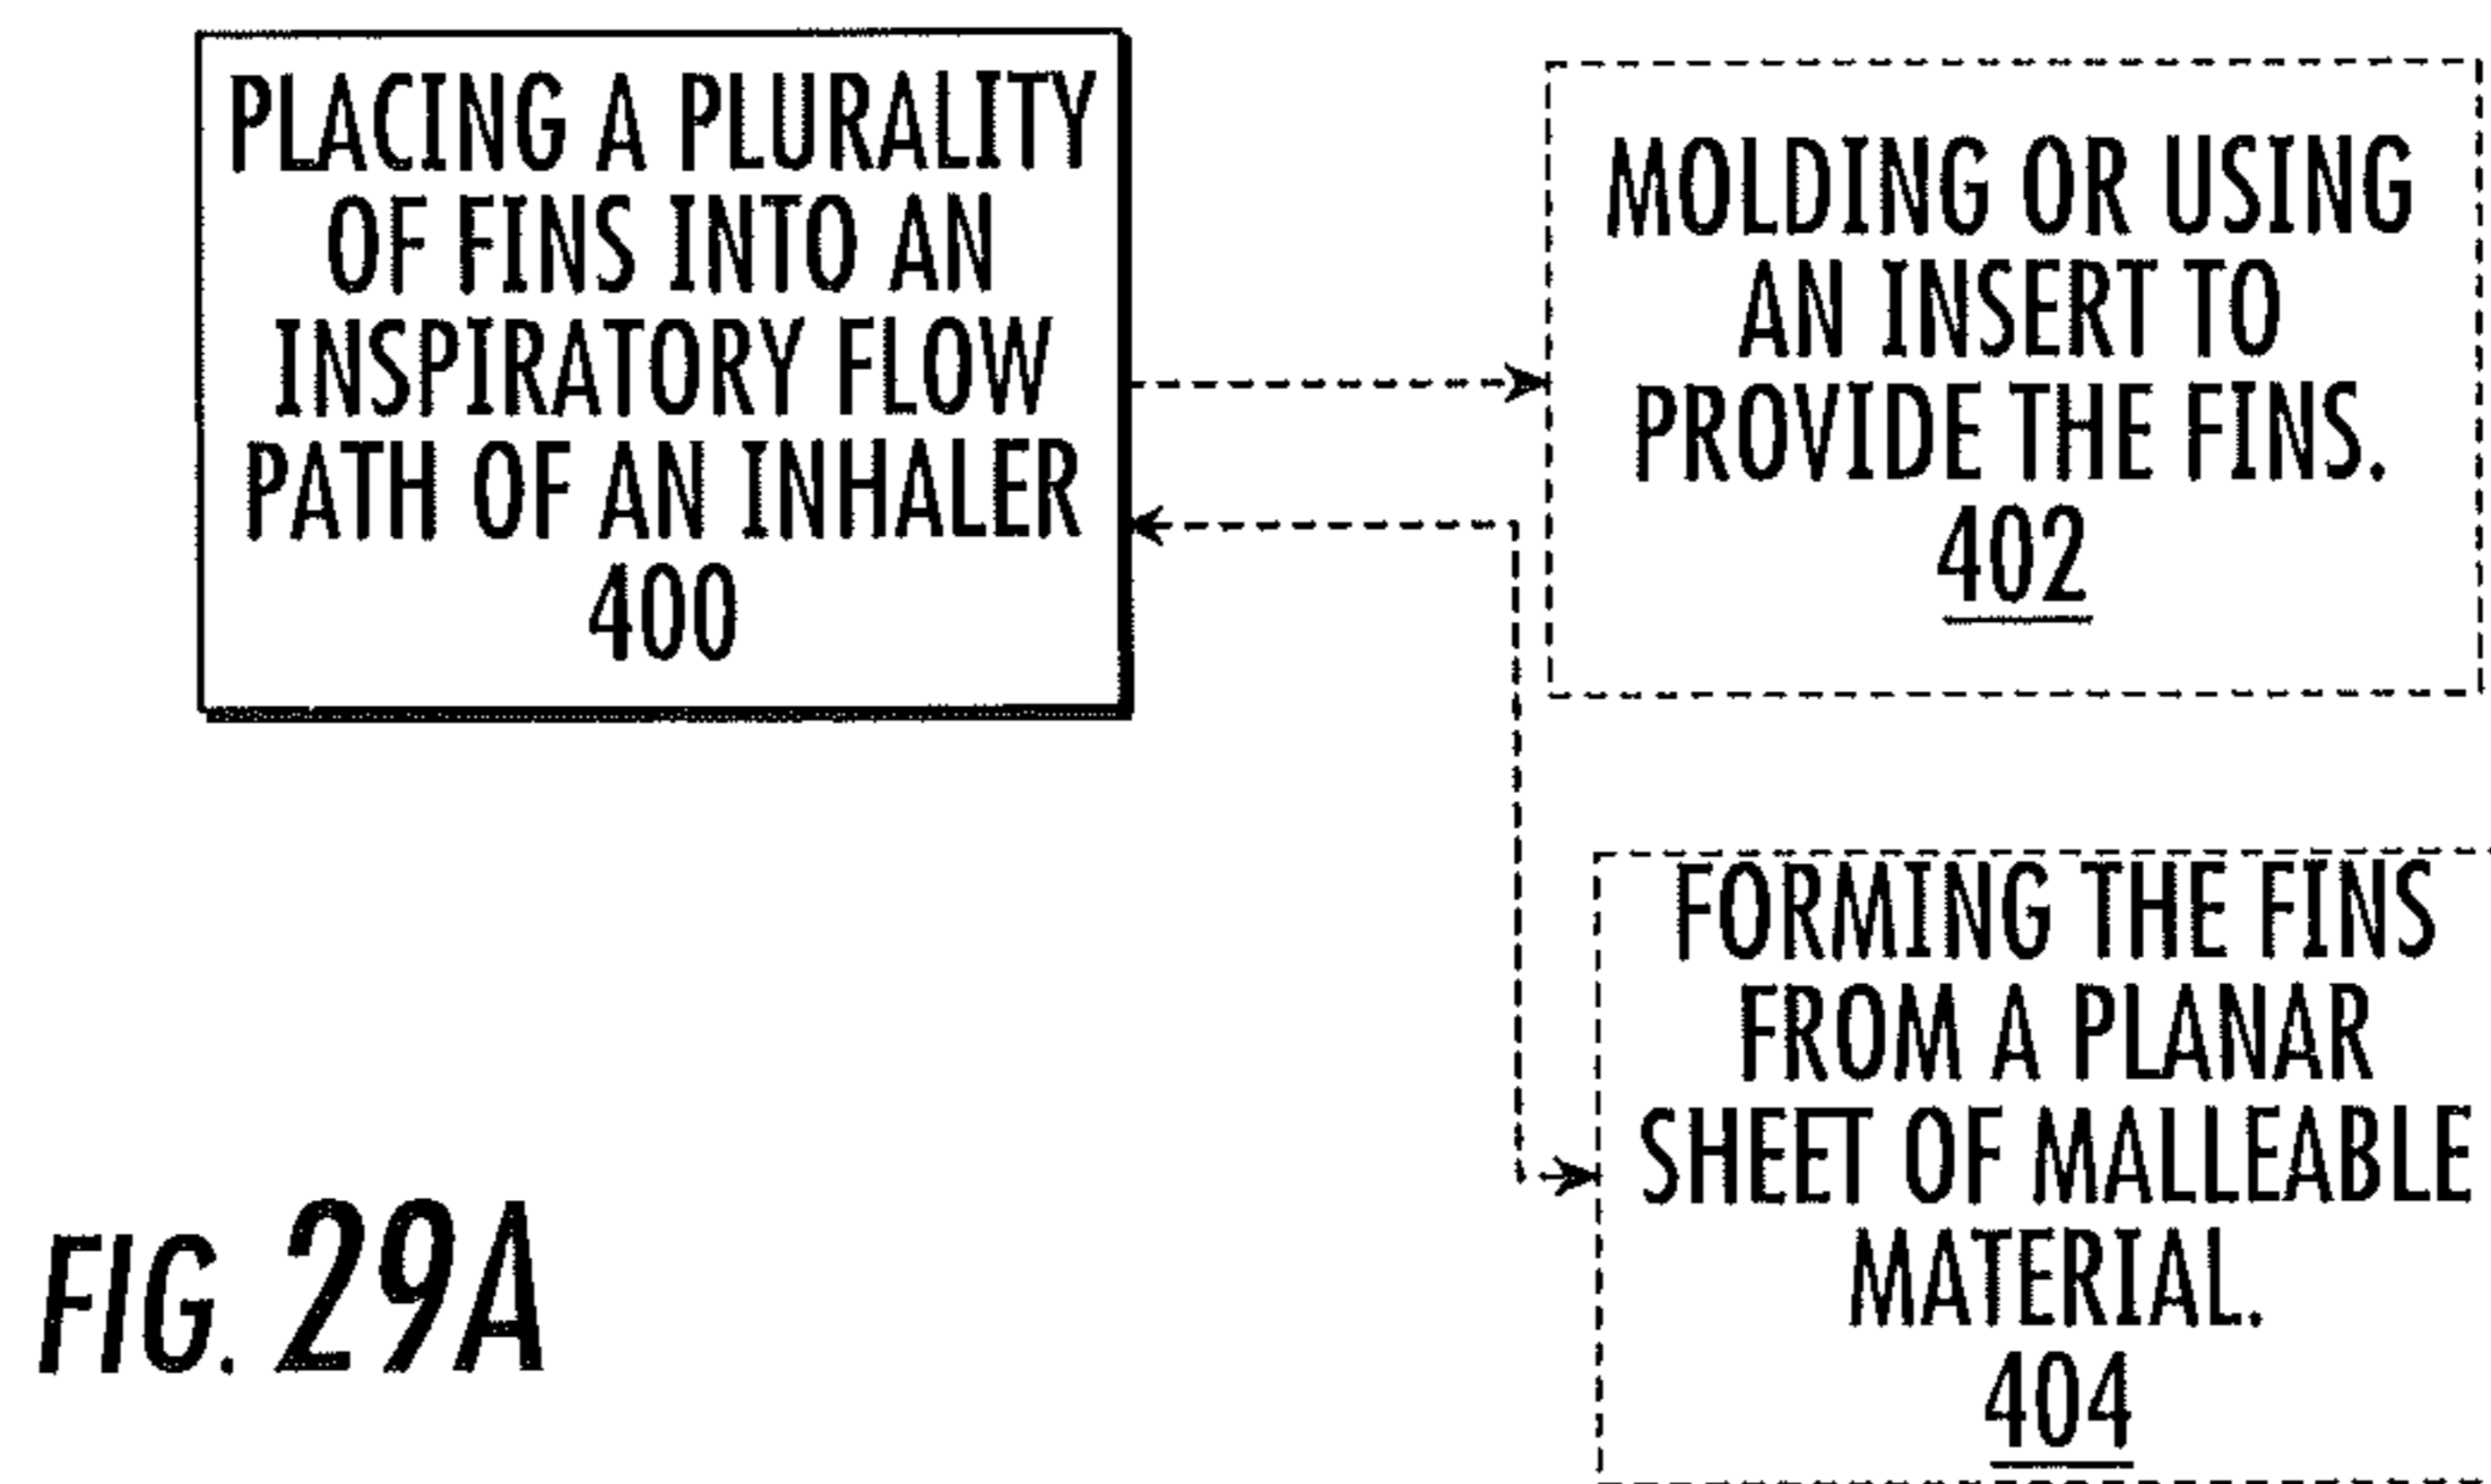 PLACING A PLURALITY
OF FINS INTO AN
INSPIRATORY FLOW
PATH OF AN INHALER
400
MOLDING OR USING
AN INSERT TO
PROVIDE THE FINS.
402
FORMING THE FINS
FROM A PLANAR
SHEET OF MALLEABLE
MATERIAL.
404
FIG. 29A